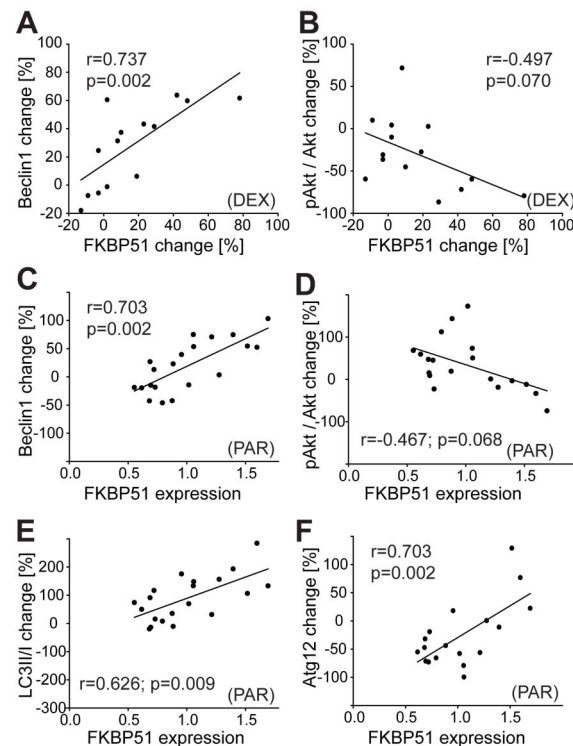 A
Beclin1 change [%]
100
80
60
40
20
0
-20
r=0.737
p=0.002
(DEX)
-20
0
20
40
60
80
100
FKBP51 change [%]
B
pAkt / Akt change [%]
100
50
0
-50
-100
r=-0.497
p=0.070
(DEX)
-20
0
20
40
60
80
100
FKBP51 change [%]
C
Beclin1 change [%]
150
100
50
0
-50
-100
r=0.703
p=0.002
(PAR)
0.0
0.5
1.0
1.5
2.0
FKBP51 expression
D
pAkt / Akt change [%]
100
0
-100
r=-0.467; p=0.068
(PAR)
0.0
0.5
1.0
1.5
2.0
FKBP51 expression
E
LC3II/I change [%]
200
100
0
-100
-200
-300
r=0.626; p=0.009
(PAR)
0.0
0.5
1.0
1.5
2.0
FKBP51 expression
F
Atg12 change [%]
100
50
0
-50
-100
-150
r=0.703
p=0.002
(PAR)
0.0
0.5
1.0
1.5
2.0
FKBP51 expression